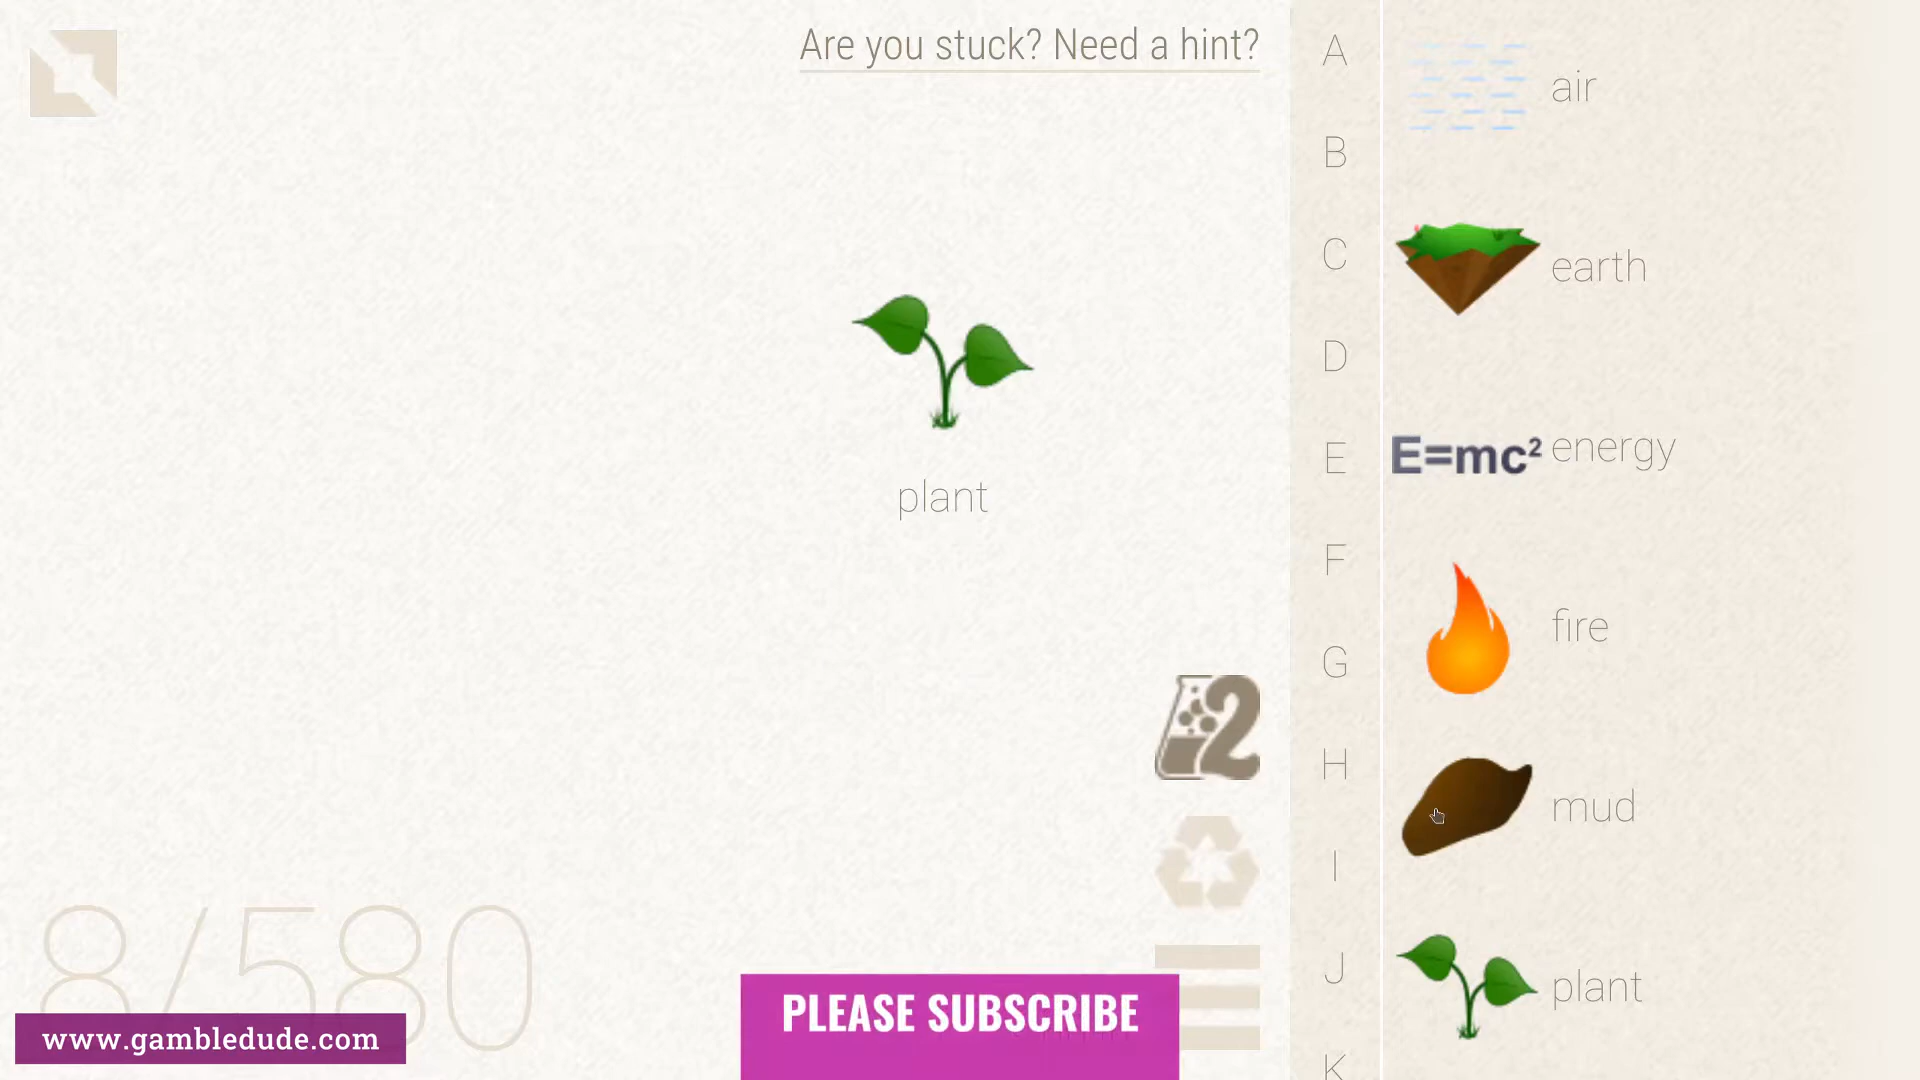 Are you stuck? Need a hint?
A
B
C
D
E
F
G
H
I
J
K
air
earth
E=mc² energy
fire
mud
plant
plant
2
8/580
www.gambledude.com
PLEASE SUBSCRIBE